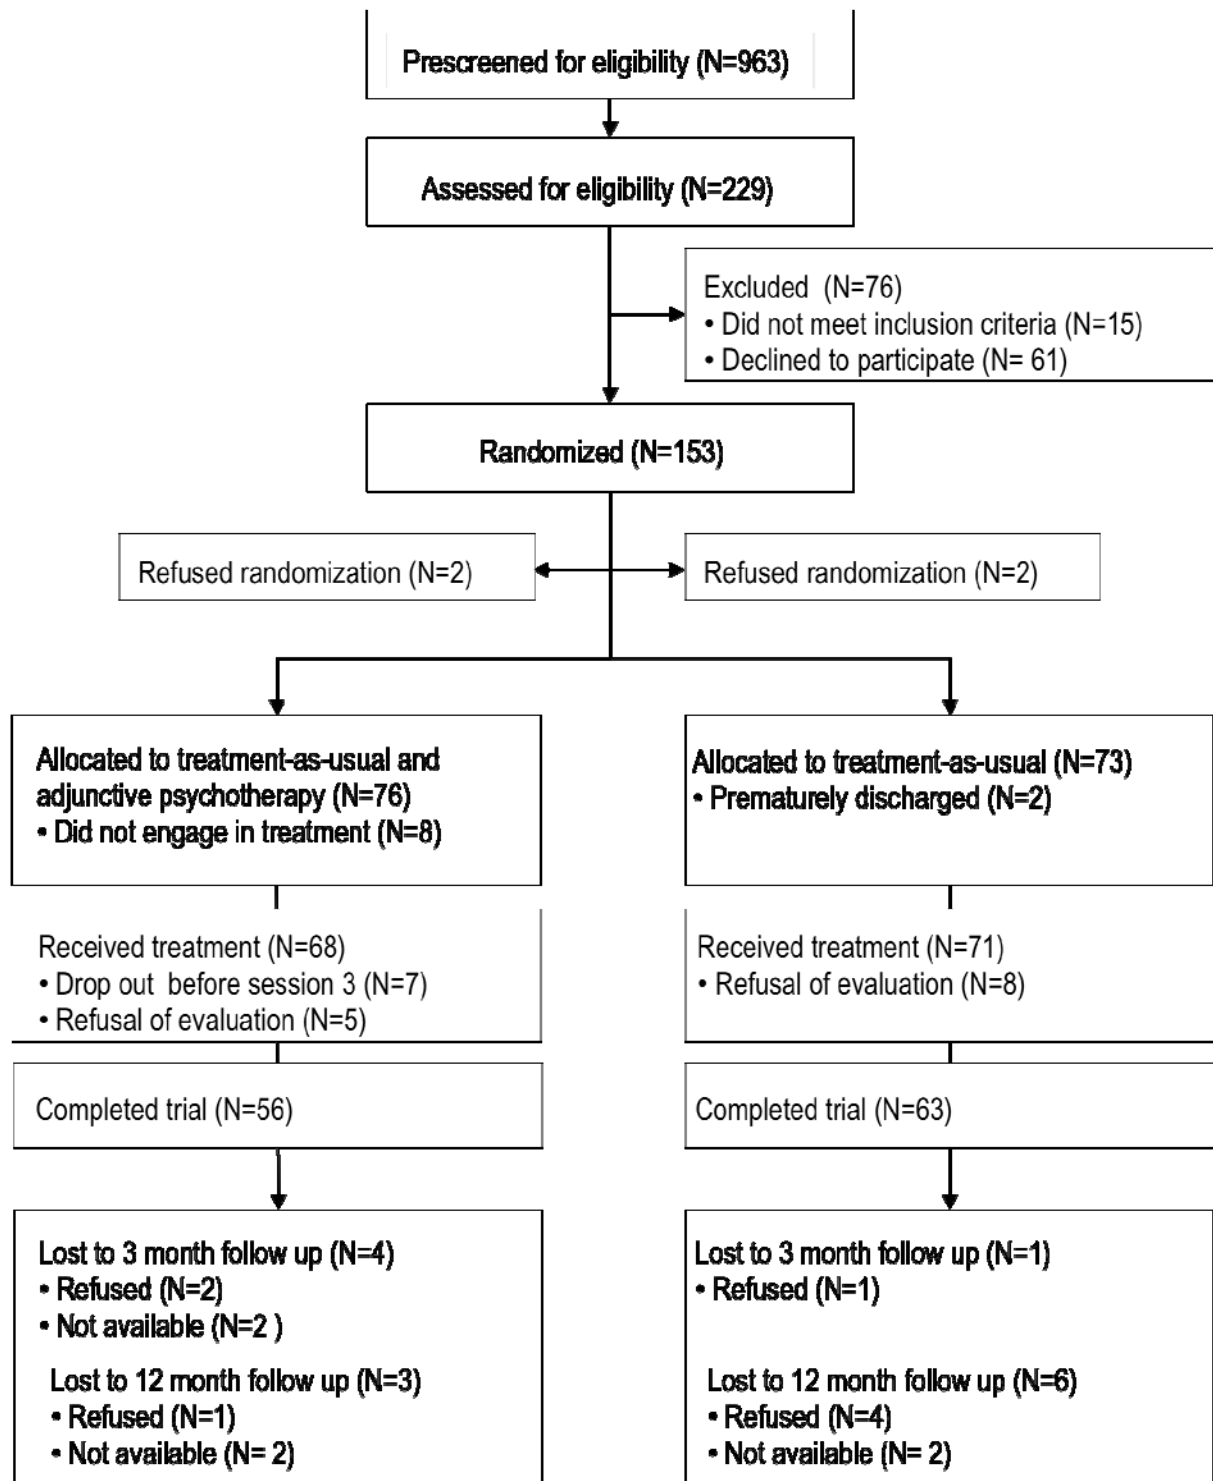 Prescreened for eligibility (N=963)
Assessed for eligibility (N=229)
Excluded  (N=76)
• Did not meet inclusion criteria (N=15)
• Declined to participate (N= 61)
Randomized (N=153)
Refused randomization (N=2)
Refused randomization (N=2)
Allocated to treatment-as-usual and
adjunctive psychotherapy (N=76)
• Did not engage in treatment (N=8)
Allocated to treatment-as-usual (N=73)
• Prematurely discharged (N=2)
Received treatment (N=68)
• Drop out  before session 3 (N=7)
• Refusal of evaluation (N=5)
Received treatment (N=71)
• Refusal of evaluation (N=8)
Completed trial (N=56)
Completed trial (N=63)
Lost to 3 month follow up (N=4)
• Refused (N=2)
• Not available (N=2 )
Lost to 12 month follow up (N=3)
• Refused (N=1)
• Not available (N= 2)
Lost to 3 month follow up (N=1)
• Refused (N=1)
Lost to 12 month follow up (N=6)
• Refused (N=4)
• Not available (N= 2)